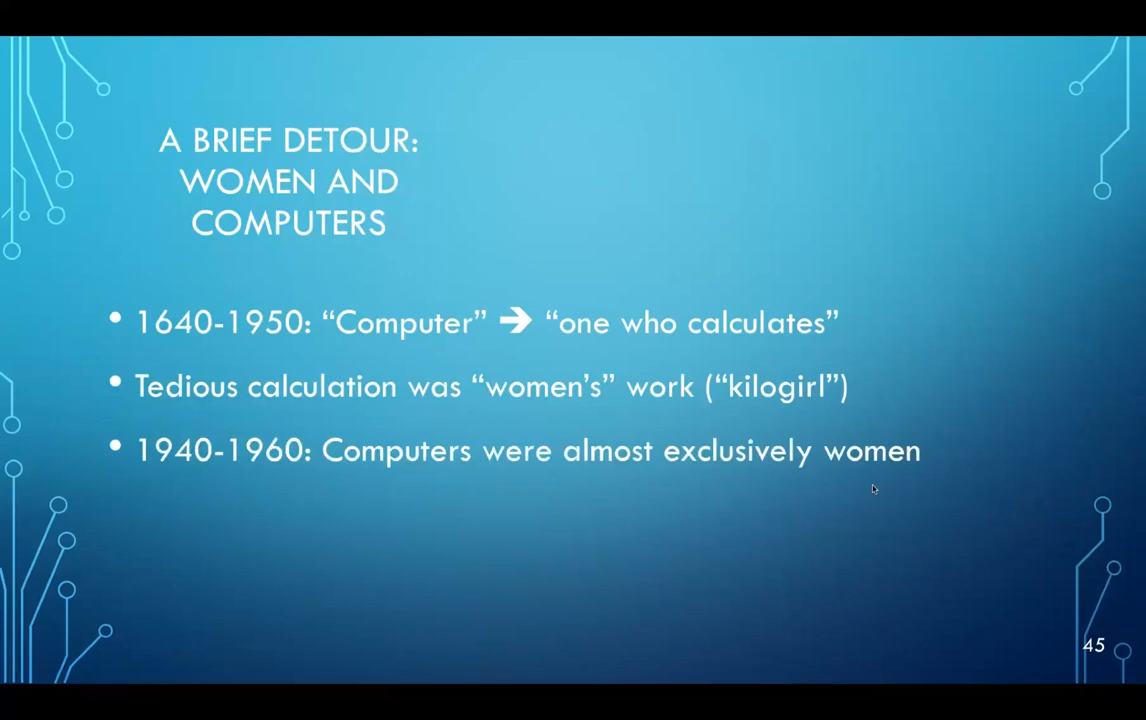 A BRIEF DETOUR:
WOMEN AND
COMPUTERS
• 1640-1950: “Computer” ➔ “one who calculates”
• Tedious calculation was “women’s” work (“kilogirl”)
• 1940-1960: Computers were almost exclusively women
45